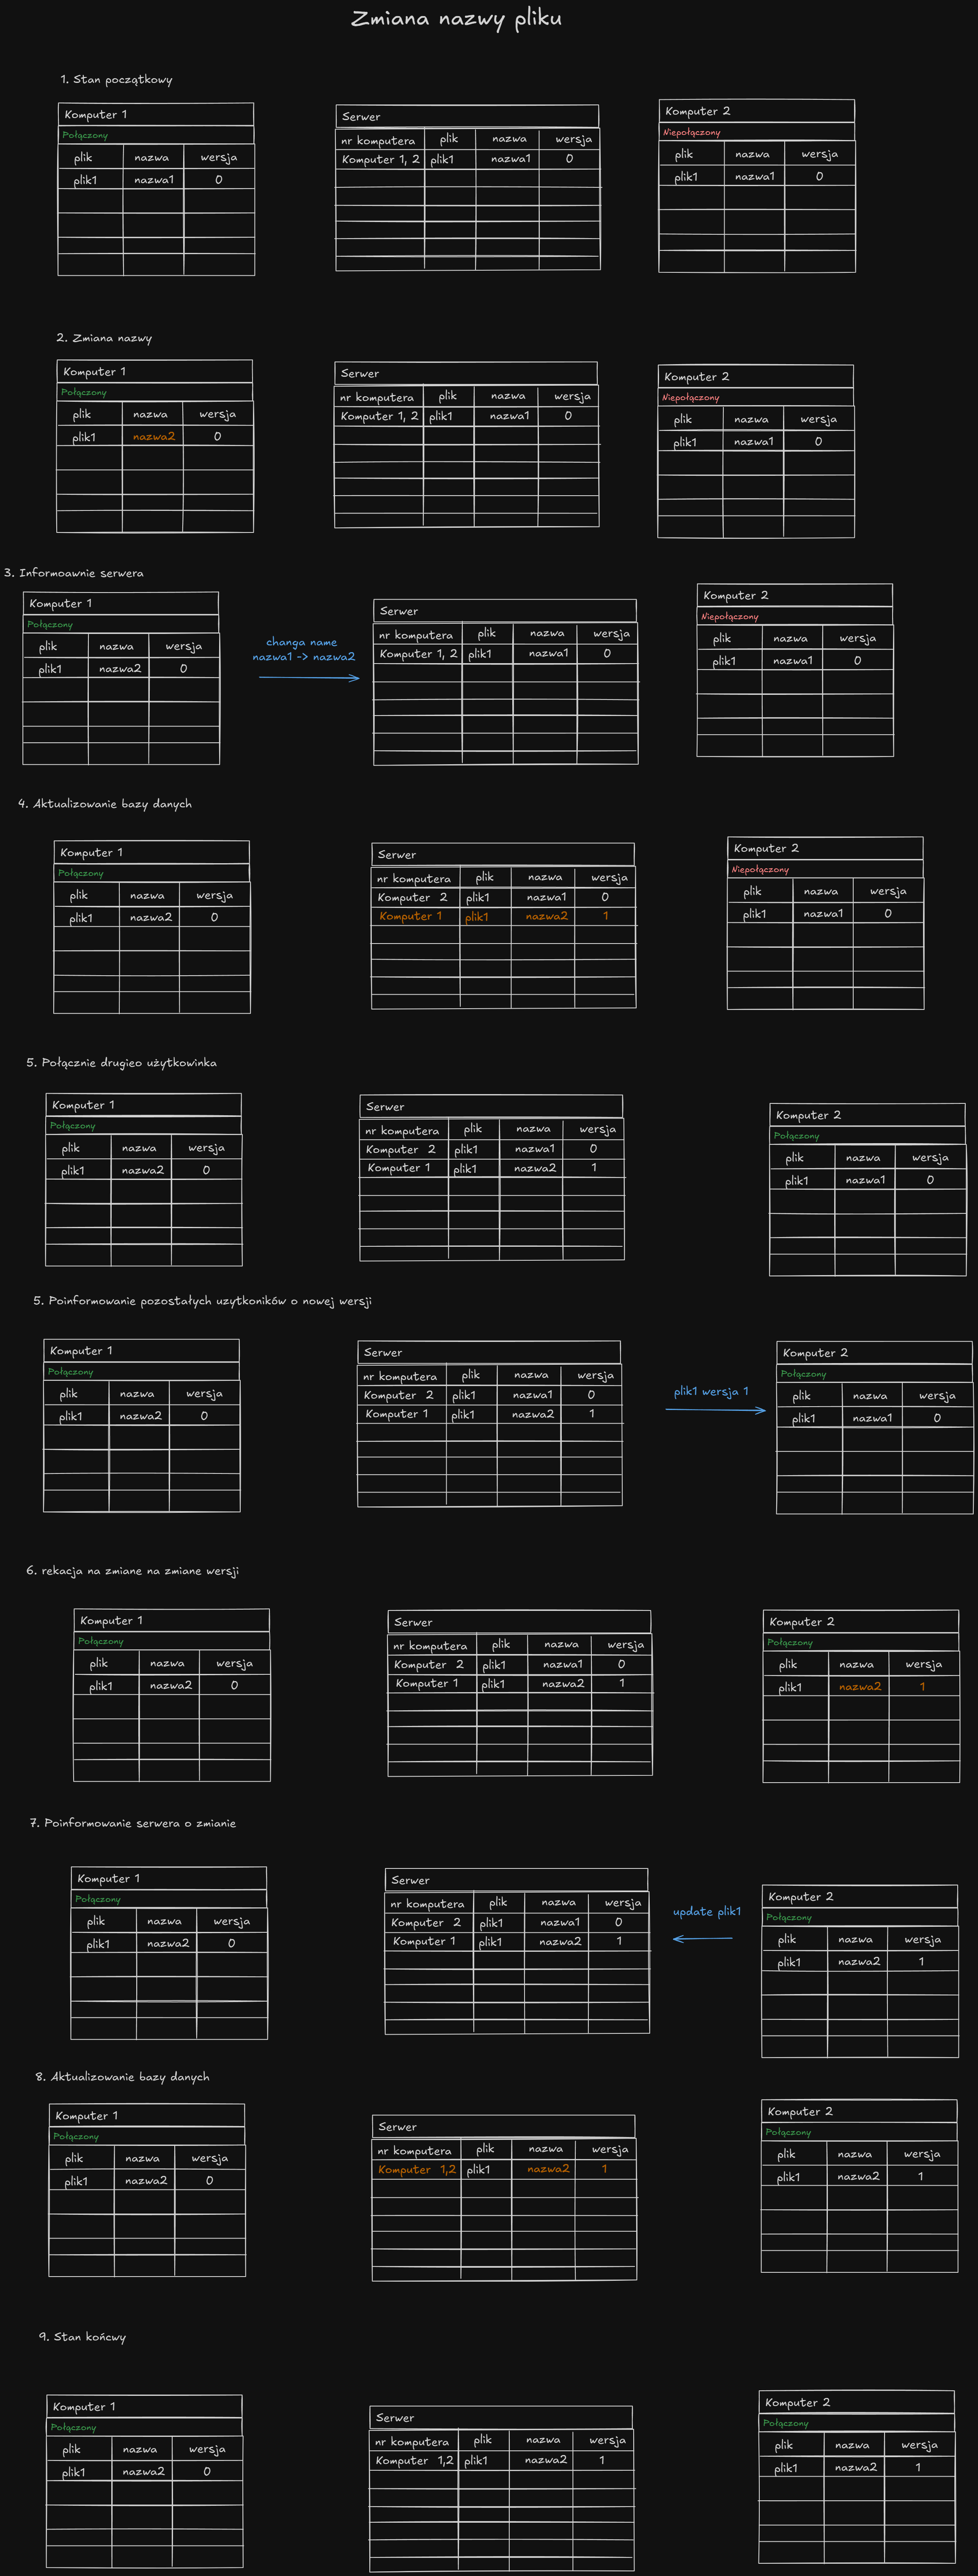 Zmiana nazwy pliku
1. Stan początkowy
Komputer 1
Połączony
plik nazwa wersja
plik1 nazwa1 0
Serwer
nr komputera plik nazwa wersja
Komputer 1, 2 plik1 nazwa1 0
Komputer 2
Niepołączony
plik nazwa wersja
plik1 nazwa1 0
2. Zmiana nazwy
Komputer 1
Połączony
plik nazwa wersja
plik1 nazwa2 0
Serwer
nr komputera plik nazwa wersja
Komputer 1, 2 plik1 nazwa1 0
Komputer 2
Niepołączony
plik nazwa wersja
plik1 nazwa1 0
3. Informoawnie serwera
Komputer 1
Połączony
plik nazwa wersja
plik1 nazwa2 0
changa name
nazwa1 -> nazwa2
Serwer
nr komputera plik nazwa wersja
Komputer 1, 2 plik1 nazwa1 0
Komputer 2
Niepołączony
plik nazwa wersja
plik1 nazwa1 0
4. Aktualizowanie bazy danych
Komputer 1
Połączony
plik nazwa wersja
plik1 nazwa2 0
Serwer
nr komputera plik nazwa wersja
Komputer 2 plik1 nazwa1 0
Komputer 1 plik1 nazwa2 1
Komputer 2
Niepołączony
plik nazwa wersja
plik1 nazwa1 0
5. Połącznie drugieo użytkowinka
Komputer 1
Połączony
plik nazwa wersja
plik1 nazwa2 0
Serwer
nr komputera plik nazwa wersja
Komputer 2 plik1 nazwa1 0
Komputer 1 plik1 nazwa2 1
Komputer 2
Połączony
plik nazwa wersja
plik1 nazwa1 0
5. Poinformowanie pozostałych uzytkoników o nowej wersji
Komputer 1
Połączony
plik nazwa wersja
plik1 nazwa2 0
Serwer
nr komputera plik nazwa wersja
Komputer 2 plik1 nazwa1 0
Komputer 1 plik1 nazwa2 1
plik1 wersja 1
Komputer 2
Połączony
plik nazwa wersja
plik1 nazwa1 0
6. rekacja na zmiane na zmiane wersji
Komputer 1
Połączony
plik nazwa wersja
plik1 nazwa2 0
Serwer
nr komputera plik nazwa wersja
Komputer 2 plik1 nazwa1 0
Komputer 1 plik1 nazwa2 1
Komputer 2
Połączony
plik nazwa wersja
plik1 nazwa2 1
7. Poinformowanie serwera o zmianie
Komputer 1
Połączony
plik nazwa wersja
plik1 nazwa2 0
Serwer
nr komputera plik nazwa wersja
Komputer 2 plik1 nazwa1 0
Komputer 1 plik1 nazwa2 1
update plik1
Komputer 2
Połączony
plik nazwa wersja
plik1 nazwa2 1
8. Aktualizowanie bazy danych
Komputer 1
Połączony
plik nazwa wersja
plik1 nazwa2 0
Serwer
nr komputera plik nazwa wersja
Komputer 1,2 plik1 nazwa2 1
Komputer 2
Połączony
plik nazwa wersja
plik1 nazwa2 1
9. Stan końcwy
Komputer 1
Połączony
plik nazwa wersja
plik1 nazwa2 0
Serwer
nr komputera plik nazwa wersja
Komputer 1,2 plik1 nazwa2 1
Komputer 2
Połączony
plik nazwa wersja
plik1 nazwa2 1